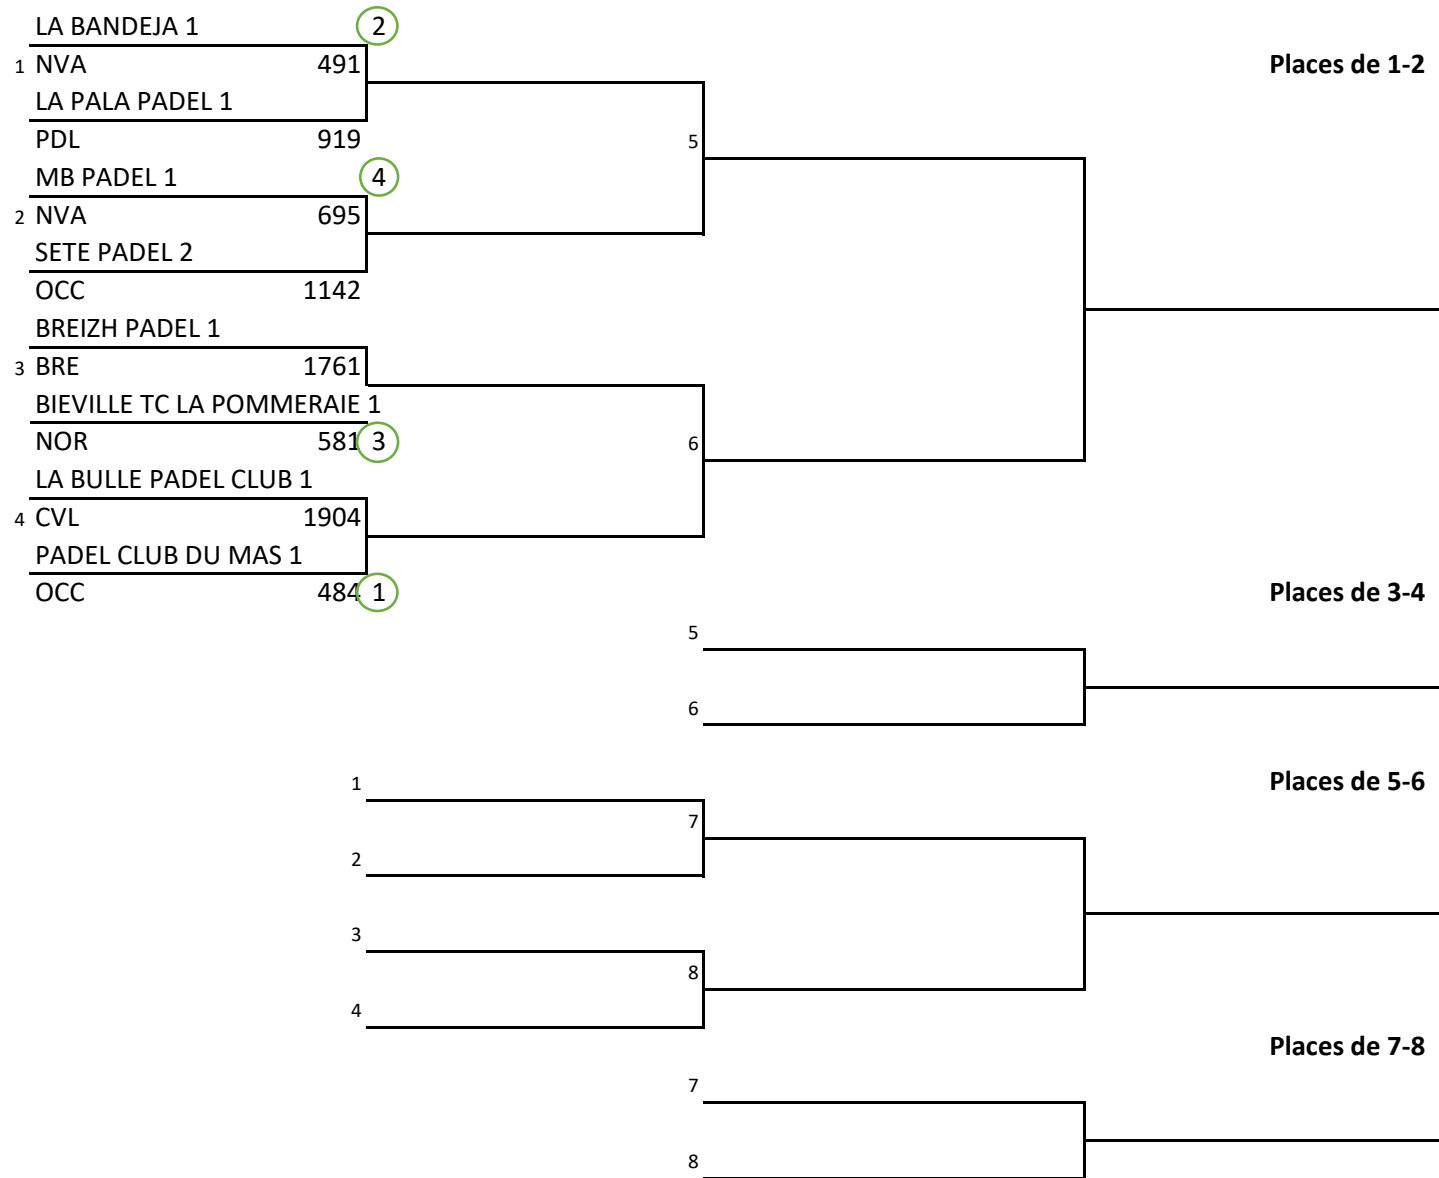 LA BANDEJA 1 2
1 NVA 491 Places de 1-2
LA PALA PADEL 1
PDL 919 5
MB PADEL 1 4
2 NVA 695
SETE PADEL 2
OCC 1142
BREIZH PADEL 1
3 BRE 1761
BIEVILLE TC LA POMMERAIE 1
NOR 581 3 6
LA BULLE PADEL CLUB 1
4 CVL 1904
PADEL CLUB DU MAS 1
OCC 484 1 Places de 3-4
5
6
1 Places de 5-6
7
2
3
8
4
Places de 7-8
7
8